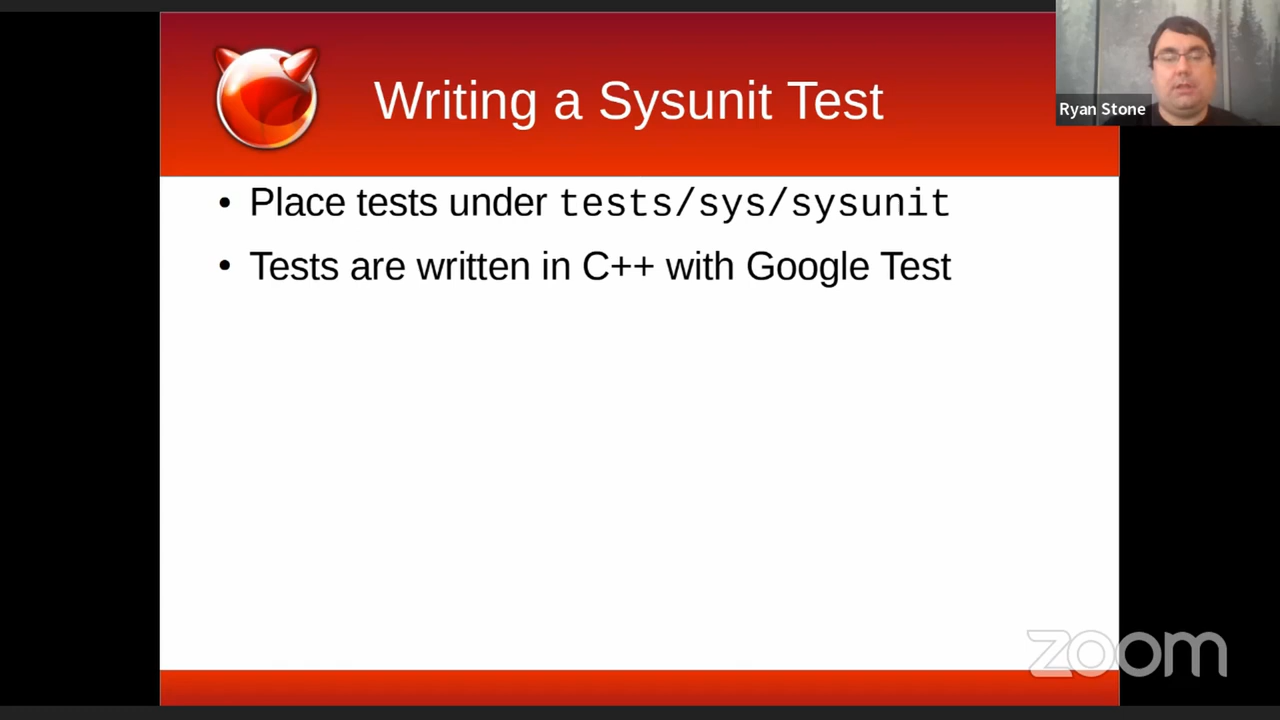 Writing a Sysunit Test
Ryan Stone
• Place tests under tests/sys/sysunit
• Tests are written in C++ with Google Test
zoom